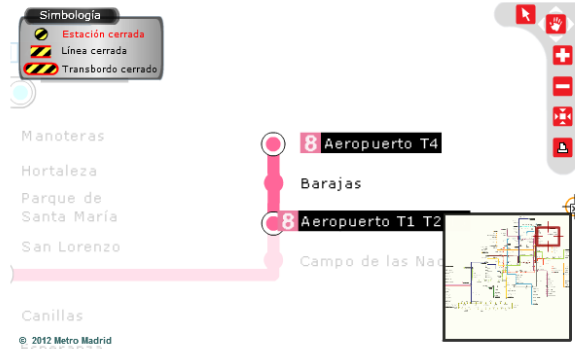 Simbología
Estación cerrada
Línea cerrada
Transbordo cerrado
Manoteras
8 Aeropuerto T4
Hortaleza
Barajas
Parque de
Santa María
8 Aeropuerto T1 T2
San Lorenzo
Campo de las Nac
Canillas
© 2012 Metro Madrid